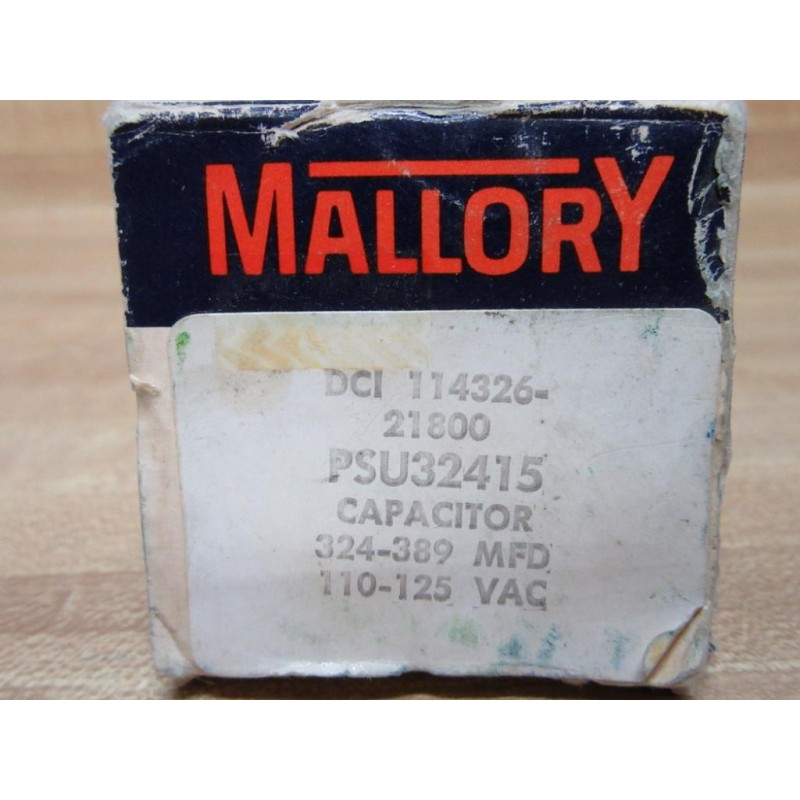 MALLORY
DCI 114326-
21800
PSU32415
CAPACITOR
324-389 MFD
110-125 VAC